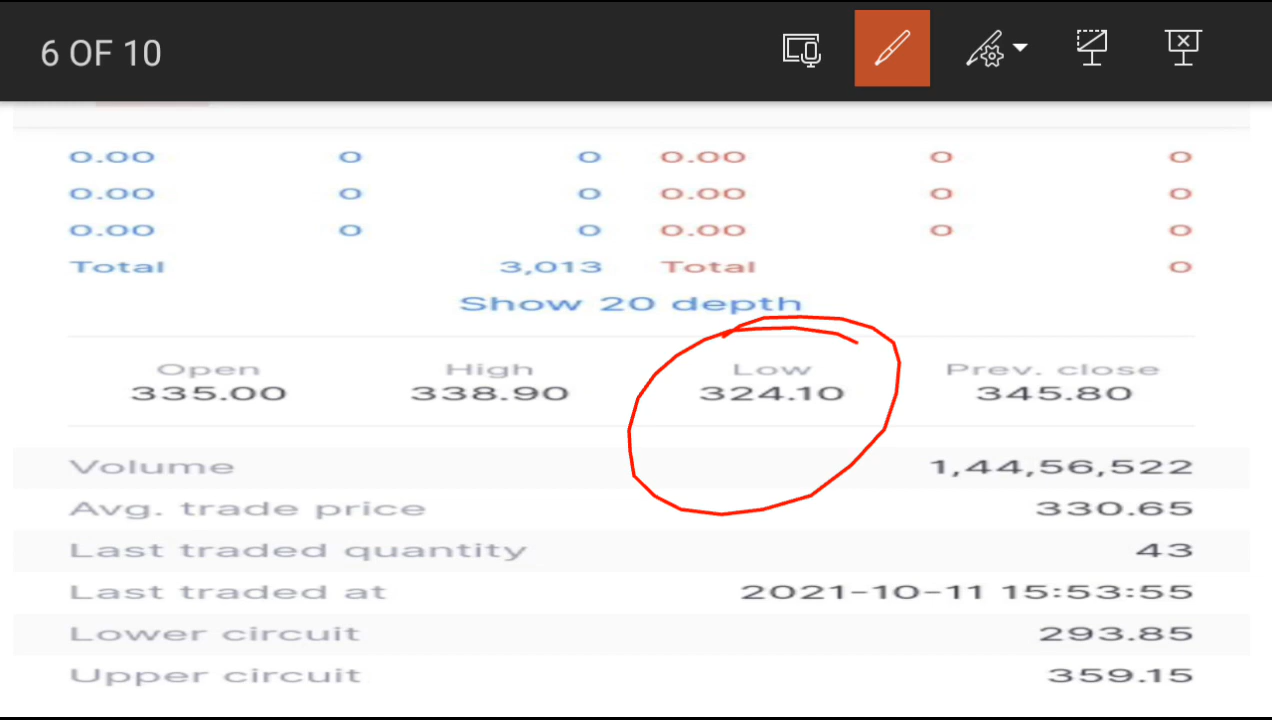 6 OF 10
0.00 0 0 0.00 0 0
0.00 0 0 0.00 0 0
0.00 0 0 0.00 0 0
Total 3,013 Total 0
Show 20 depth
Open High Low Prev. close
335.00 338.90 324.10 345.80
Volume 1,44,56,522
Avg. trade price 330.65
Last traded quantity 43
Last traded at 2021-10-11 15:53:55
Lower circuit 293.85
Upper circuit 359.15